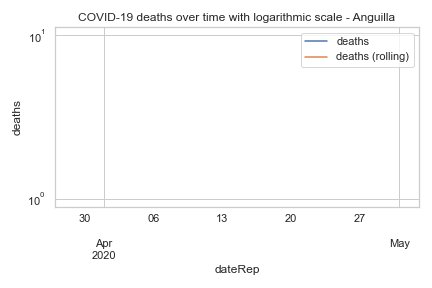 COVID-19 deaths over time with logarithmic scale - Anguilla
deaths
deaths (rolling)
10¹
deaths
10⁰
30 06 13 20 27
Apr May
2020
dateRep